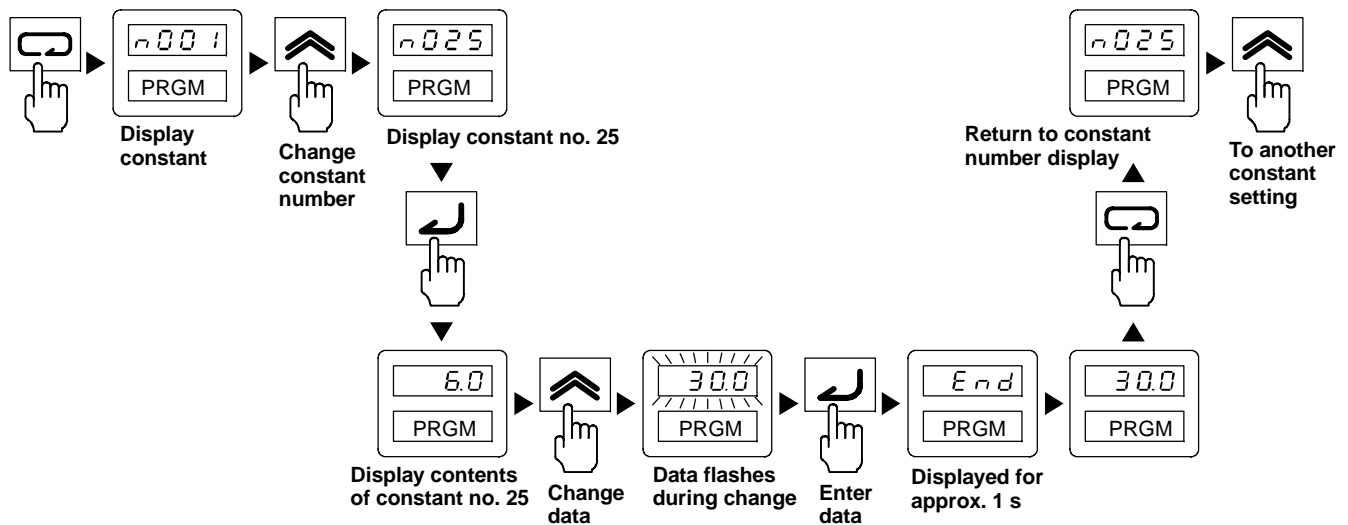 n001
PRGM
Display
constant
Change
constant
number
n025
PRGM
Display constant no. 25
6.0
PRGM
Display contents
of constant no. 25
Change
data
30.0
PRGM
Data flashes
during change
Enter
data
End
PRGM
Displayed for
approx. 1 s
30.0
PRGM
n025
PRGM
Return to constant
number display
To another
constant
setting